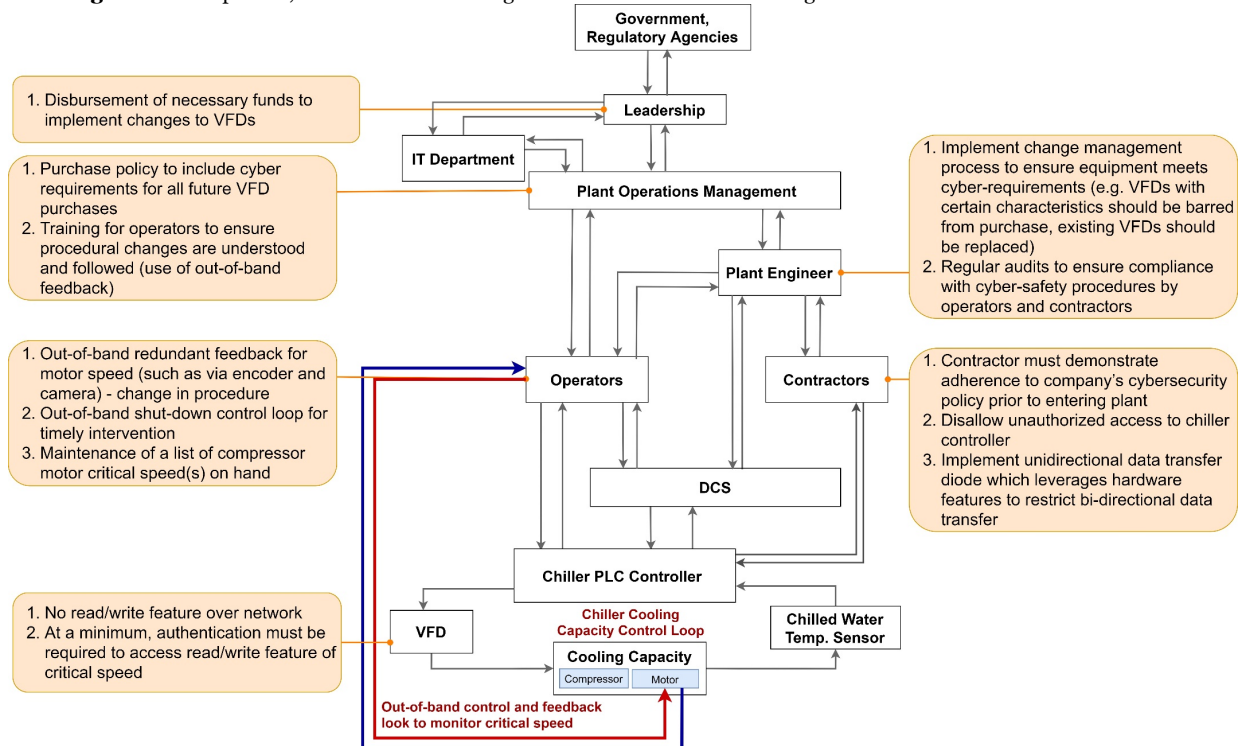 Government,
Regulatory Agencies
1. Disbursement of necessary funds to
implement changes to VFDs
Leadership
IT Department
1. Purchase policy to include cyber
requirements for all future VFD
purchases
2. Training for operators to ensure
procedural changes are understood
and followed (use of out-of-band
feedback)
Plant Operations Management
1. Implement change management
process to ensure equipment meets
cyber-requirements (e.g. VFDs with
certain characteristics should be barred
from purchase, existing VFDs should
be replaced)
2. Regular audits to ensure compliance
with cyber-safety procedures by
operators and contractors
Plant Engineer
1. Out-of-band redundant feedback for
motor speed (such as via encoder and
camera) - change in procedure
2. Out-of-band shut-down control loop for
timely intervention
3. Maintenance of a list of compressor
motor critical speed(s) on hand
Operators
Contractors
1. Contractor must demonstrate
adherence to company's cybersecurity
policy prior to entering plant
2. Disallow unauthorized access to chiller
controller
3. Implement unidirectional data transfer
diode which leverages hardware
features to restrict bi-directional data
transfer
DCS
Chiller PLC Controller
1. No read/write feature over network
2. At a minimum, authentication must be
required to access read/write feature of
critical speed
VFD
Chiller Cooling
Capacity Control Loop
Chilled Water
Temp. Sensor
Cooling Capacity
Compressor
Motor
Out-of-band control and feedback
look to monitor critical speed